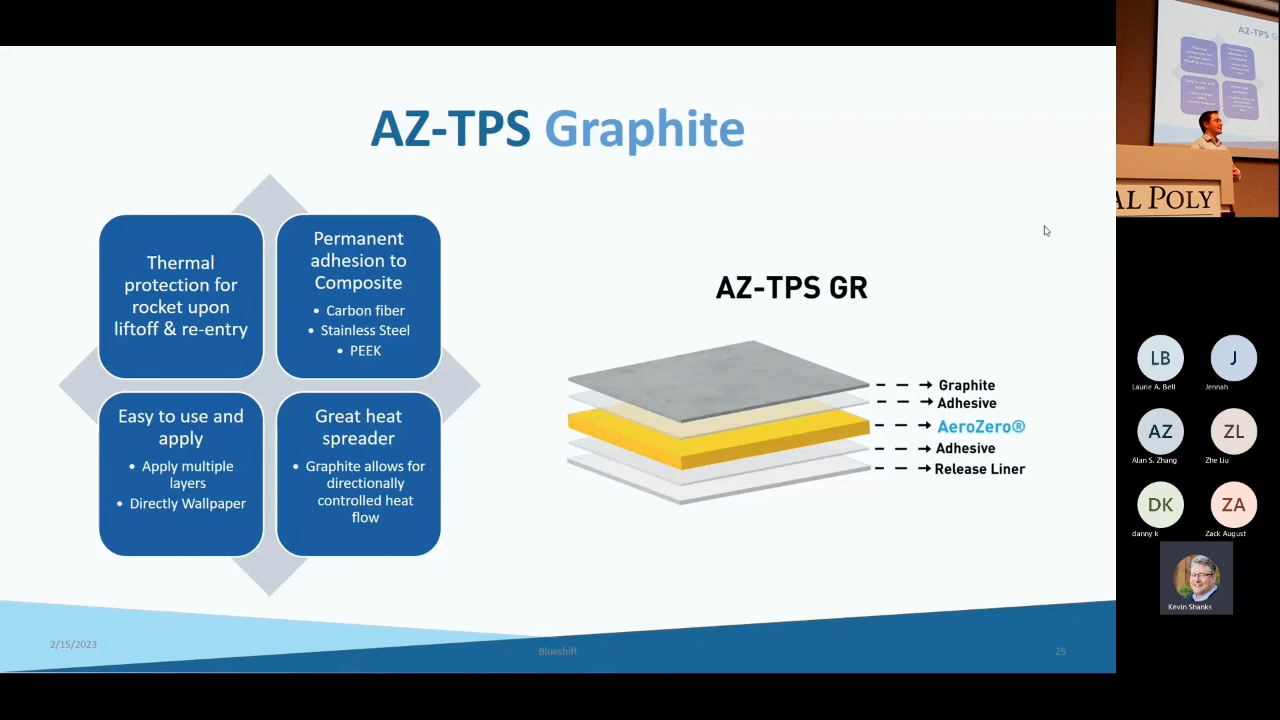 AZ-TPS Graphite
Thermal
protection for
rocket upon
liftoff & re-entry
Permanent
adhesion to
Composite
• Carbon fiber
• Stainless Steel
• PEEK
Easy to use and
apply
• Apply multiple
layers
• Directly Wallpaper
Great heat
spreader
• Graphite allows for
directionally
controlled heat
flow
AZ-TPS GR
Graphite
Adhesive
AeroZero®
Adhesive
Release Liner
2/15/2023
Blueshift
25
AZ-TPS G
AL POLY
LB
Laurie A. Bell
J
Jennah
AZ
Alan S. Zhang
ZL
Zhe Liu
DK
danny k
ZA
Zack August
Kevin Shanks